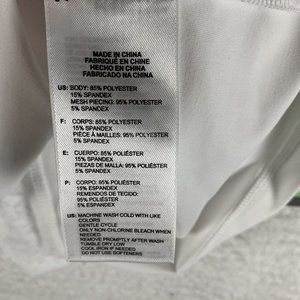 MADE IN CHINA
FABRIQUÉ EN CHINE
HECHO EN CHINA
FABRICADO NA CHINA
US: BODY: 85% POLYESTER
15% SPANDEX
MESH PIECING: 95% POLYESTER
5% SPANDEX
F: CORPS: 85% POLYESTER
15% SPANDEX
PIÈCE À MAILLES: 95% POLYESTER
5% SPANDEX
E: CUERPO: 85% POLIÉSTER
15% SPANDEX
PIEZAS DE MALLA: 95% POLIÉSTER
5% SPANDEX
P: CORPO: 85% POLIÉSTER
15% ESPANDEX
REMENDOS DE TECIDO:
95% POLIÉSTER
5% ESPANDEX
US: MACHINE WASH COLD WITH LIKE
COLORS
GENTLE CYCLE
ONLY NON-CHLORINE BLEACH WHEN
NEEDED
REMOVE PROMPTLY AFTER WASH
TUMBLE DRY LOW
COOL IRON IF NEEDED
DO NOT USE SOFTENERS